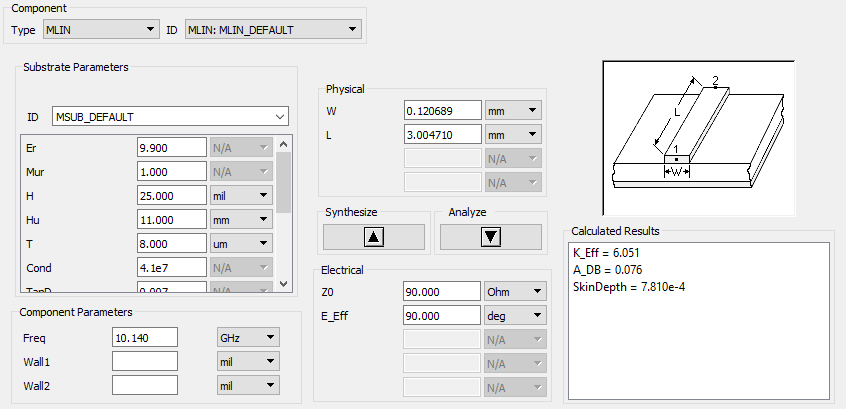 Component
Type MLIN ID MLIN: MLIN_DEFAULT
Substrate Parameters
ID MSUB_DEFAULT
Er 9.900 N/A
Mur 1.000 N/A
H 25.000 mil
Hu 11.000 mm
T 8.000 um
Cond 4.1e7 N/A
TanD 0.007 N/A
Component Parameters
Freq 10.140 GHz
Wall1 mil
Wall2 mil
Physical
W 0.120689 mm
L 3.004710 mm
N/A
N/A
Synthesize Analyze
Electrical
Z0 90.000 Ohm
E_Eff 90.000 deg
N/A
N/A
N/A
2
L
1
W
Calculated Results
K_Eff = 6.051
A_DB = 0.076
SkinDepth = 7.810e-4